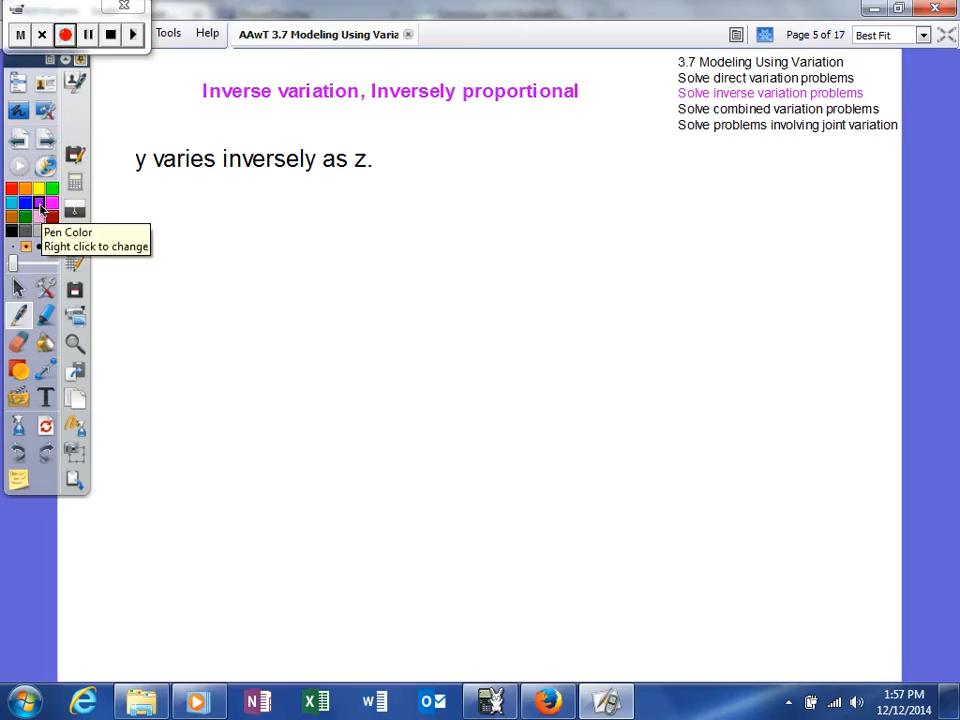 M
Tools Help AAwT 3.7 Modeling Using Varia Page 5 of 17 Best Fit
3.7 Modeling Using Variation
Solve direct variation problems
Solve inverse variation problems
Solve combined variation problems
Solve problems involving joint variation
Inverse variation, Inversely proportional
y varies inversely as z.
Pen Color
Right click to change
1:57 PM
12/12/2014